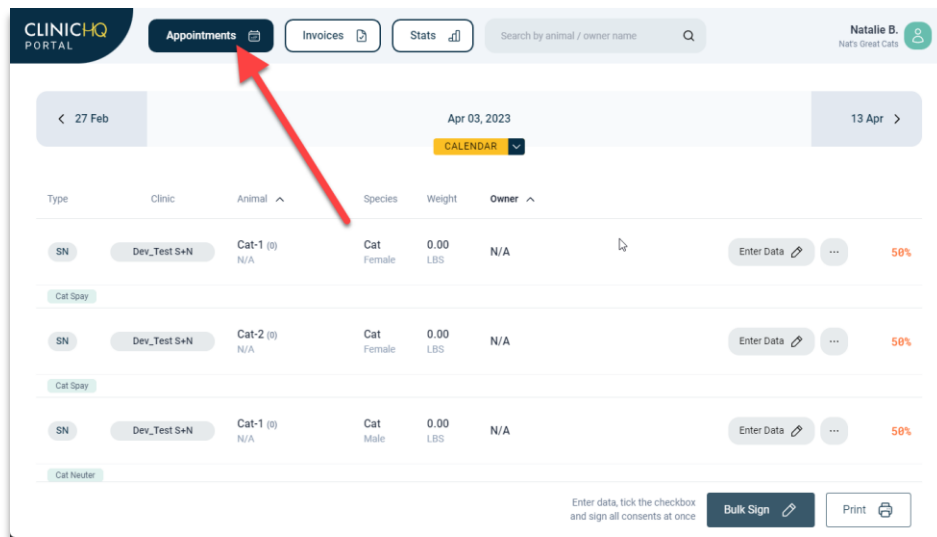 CLINICHQ
PORTAL
Appointments
Invoices
Stats
Search by animal / owner name
Natalie B.
Nat's Great Cats
27 Feb
Apr 03, 2023
13 Apr
CALENDAR
Type Clinic Animal Species Weight Owner
SN Dev_Test S+N Cat-1 (0) Cat 0.00 N/A Enter Data ... 50%
N/A Female LBS
Cat Spay
SN Dev_Test S+N Cat-2 (0) Cat 0.00 N/A Enter Data ... 50%
N/A Female LBS
Cat Spay
SN Dev_Test S+N Cat-1 (0) Cat 0.00 N/A Enter Data ... 50%
N/A Male LBS
Cat Neuter
Enter data, tick the checkbox
and sign all consents at once
Bulk Sign
Print